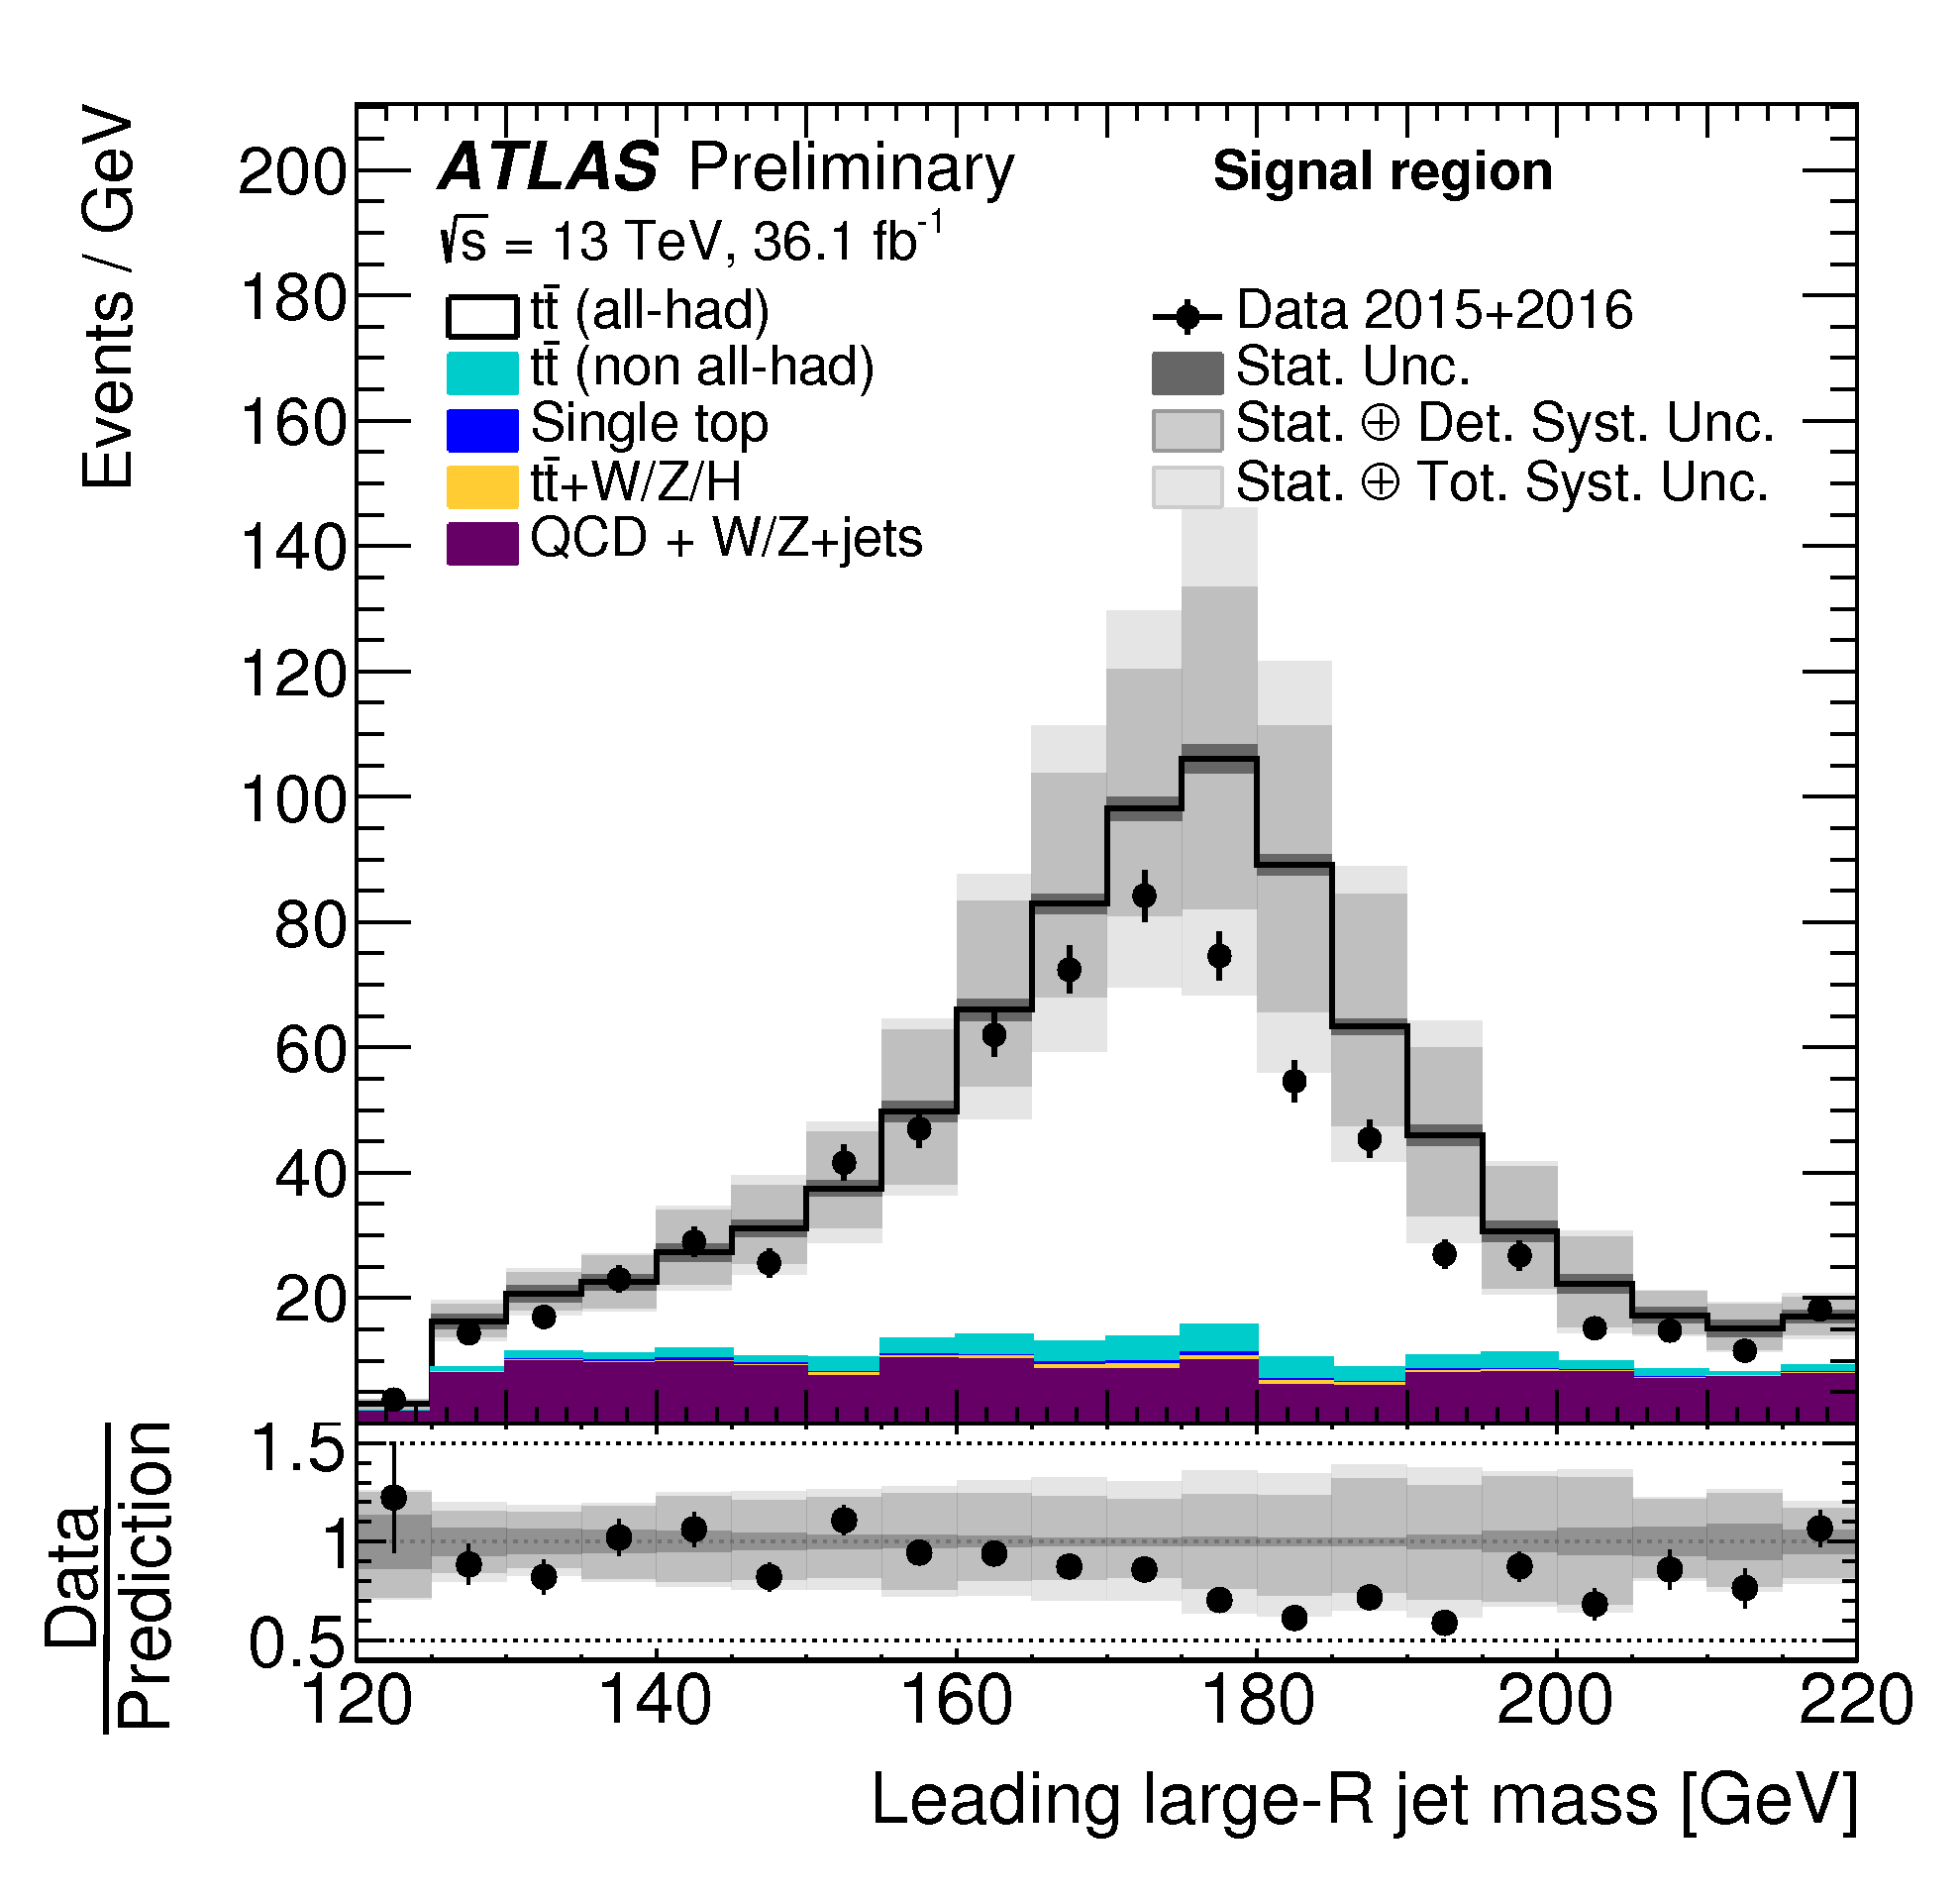 Events / GeV
ATLAS Preliminary
√s = 13 TeV, 36.1 fb⁻¹
Signal region
tt̄ (all-had)
tt̄ (non all-had)
Single top
tt̄+W/Z/H
QCD + W/Z+jets
Data 2015+2016
Stat. Unc.
Stat. ⊕ Det. Syst. Unc.
Stat. ⊕ Tot. Syst. Unc.
200
180
160
140
120
100
80
60
40
20
Data
Prediction
1.5
1
0.5
120 140 160 180 200 220
Leading large-R jet mass [GeV]